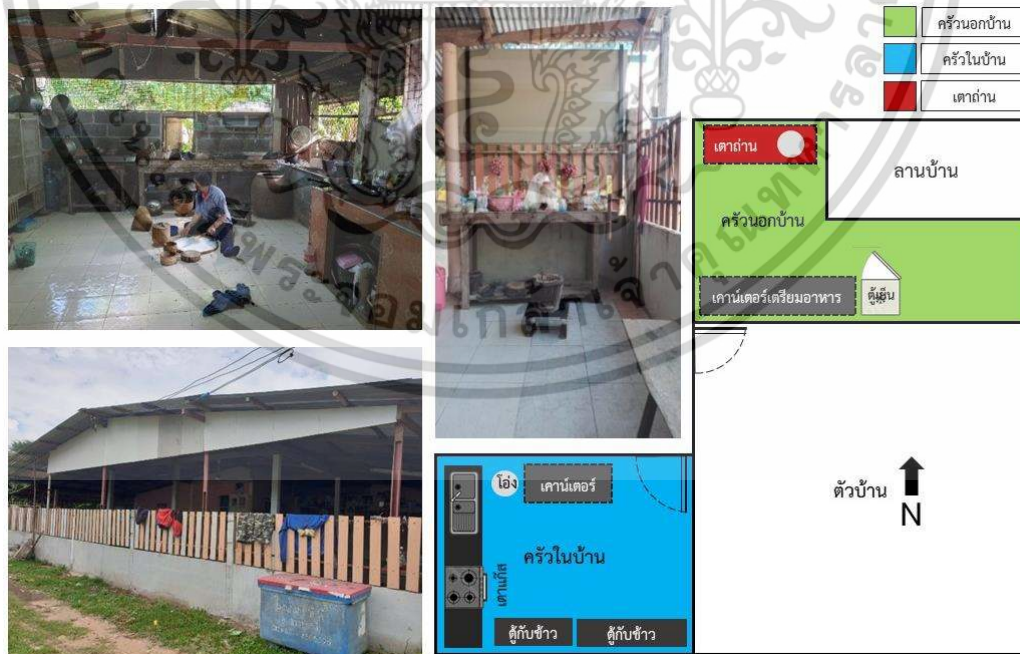 ครัวนอกบ้าน
ครัวในบ้าน
เตาถ่าน
เตาถ่าน
ลานบ้าน
ครัวนอกบ้าน
เคาน์เตอร์เตรียมอาหาร
ตู้เย็น
ตัวบ้าน
N
โอ่ง
เคาน์เตอร์
ครัวในบ้าน
เตาแก๊ส
ตู้กับข้าว
ตู้กับข้าว